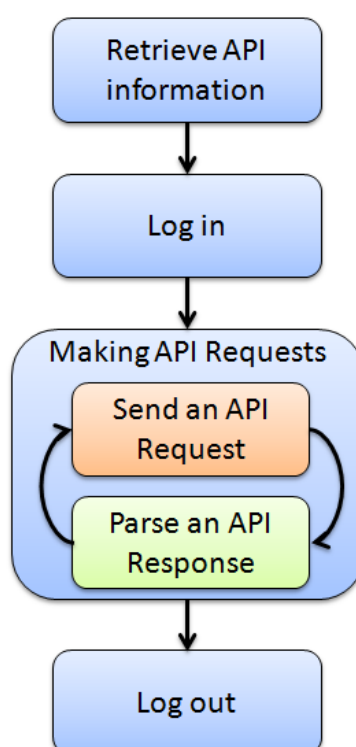 Retrieve API
information
Log in
Making API Requests
Send an API
Request
Parse an API
Response
Log out